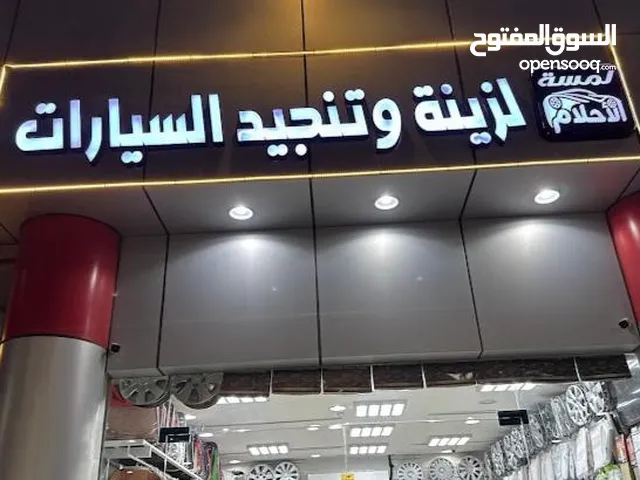 السوق المفتوح
opensooq.com
لمسة
الأحلام
لزينة وتنجيد السيارات